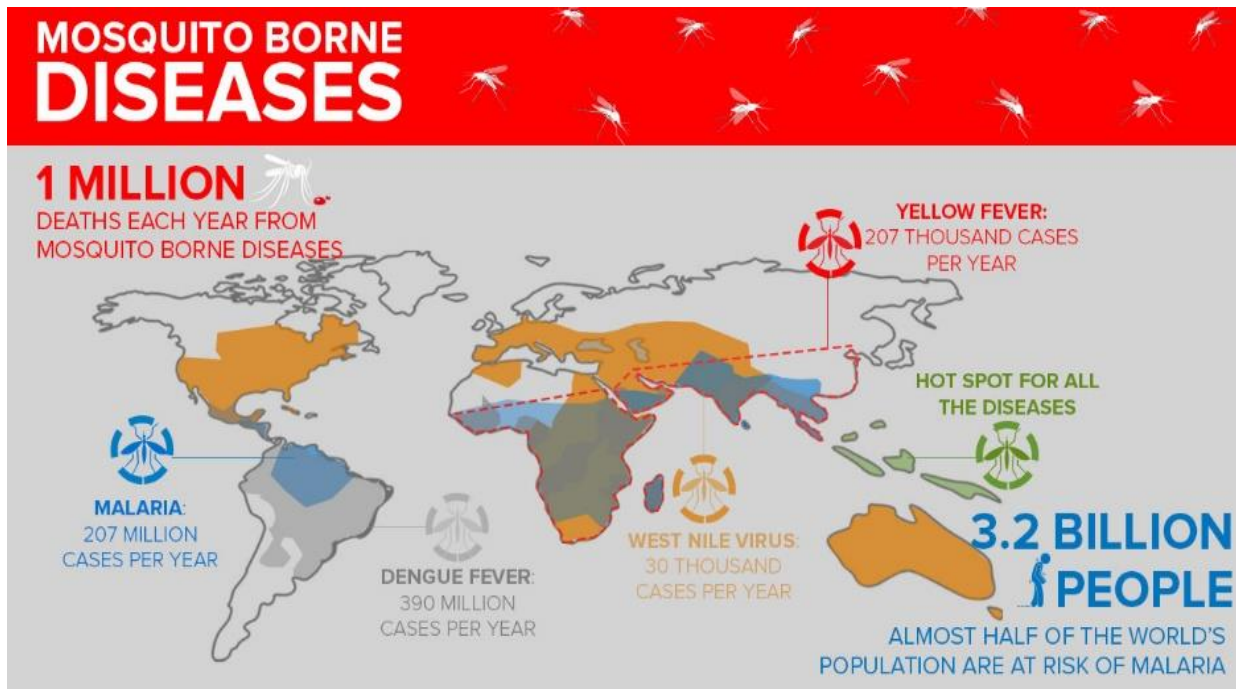 MOSQUITO BORNE
DISEASES
1 MILLION
DEATHS EACH YEAR FROM
MOSQUITO BORNE DISEASES
YELLOW FEVER:
207 THOUSAND CASES
PER YEAR
HOT SPOT FOR ALL
THE DISEASES
MALARIA:
207 MILLION
CASES PER YEAR
DENGUE FEVER:
390 MILLION
CASES PER YEAR
WEST NILE VIRUS:
30 THOUSAND
CASES PER YEAR
3.2 BILLION
PEOPLE
ALMOST HALF OF THE WORLD'S
POPULATION ARE AT RISK OF MALARIA